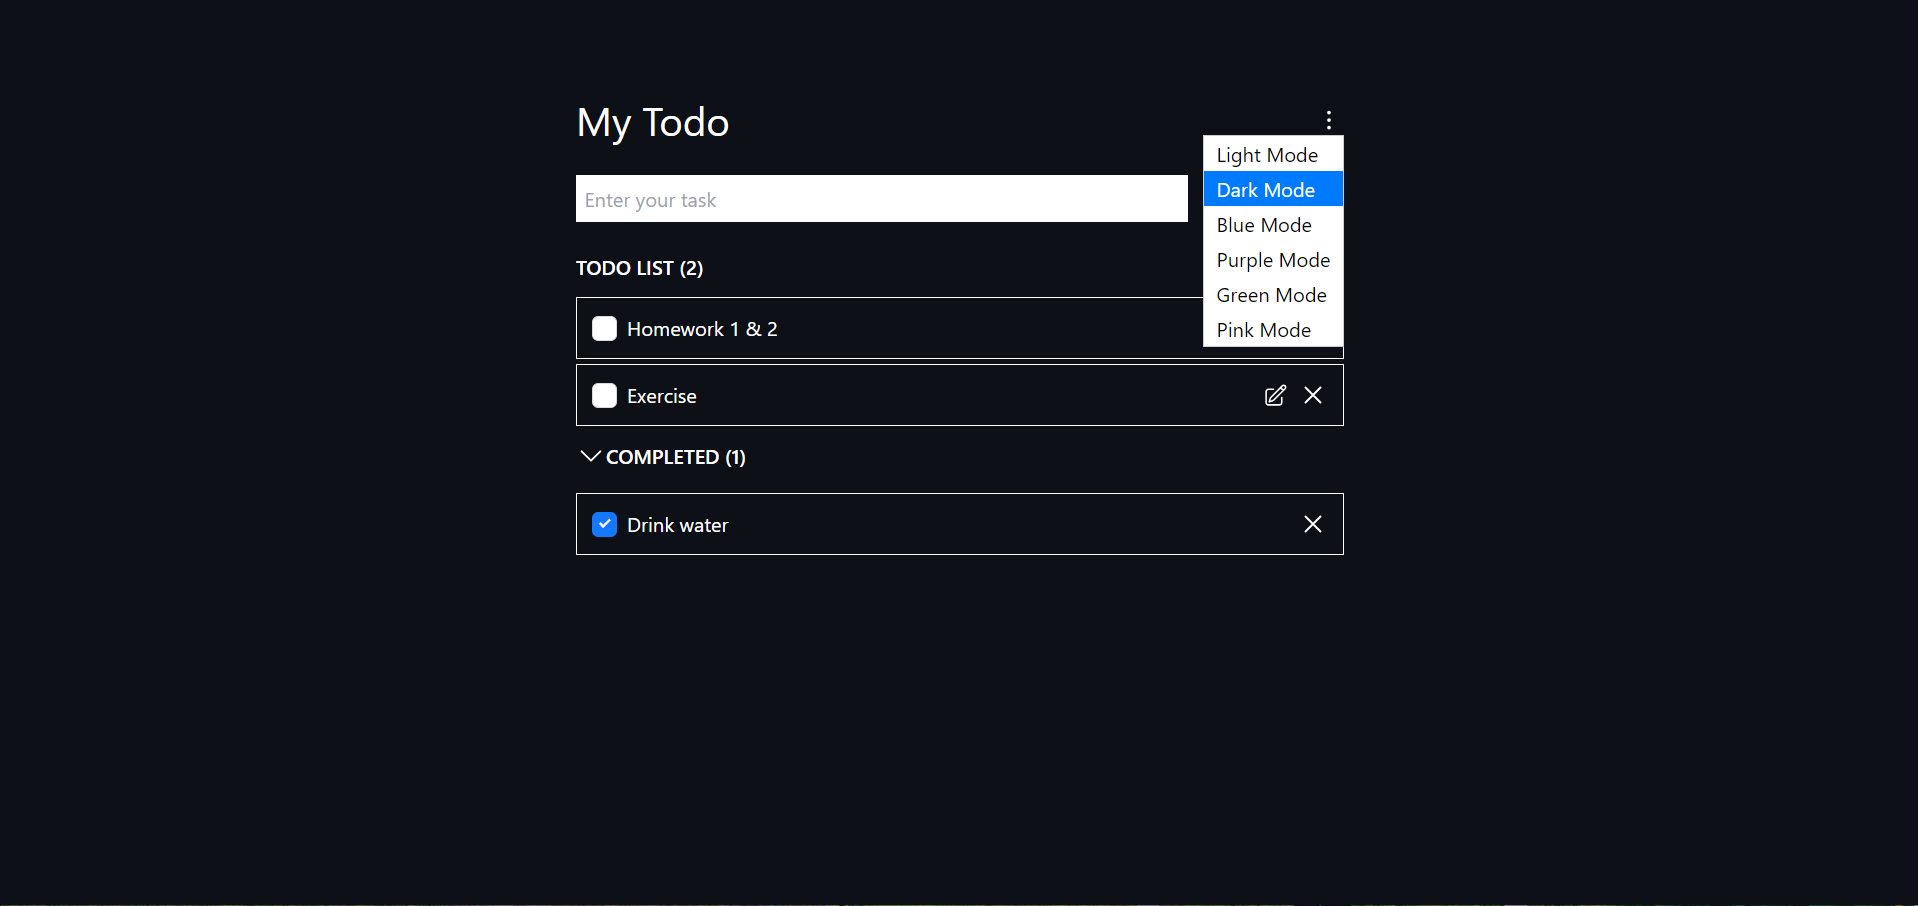 My Todo
Light Mode
Dark Mode
Blue Mode
Purple Mode
Green Mode
Pink Mode
Enter your task
TODO LIST (2)
Homework 1 & 2
Exercise
COMPLETED (1)
Drink water